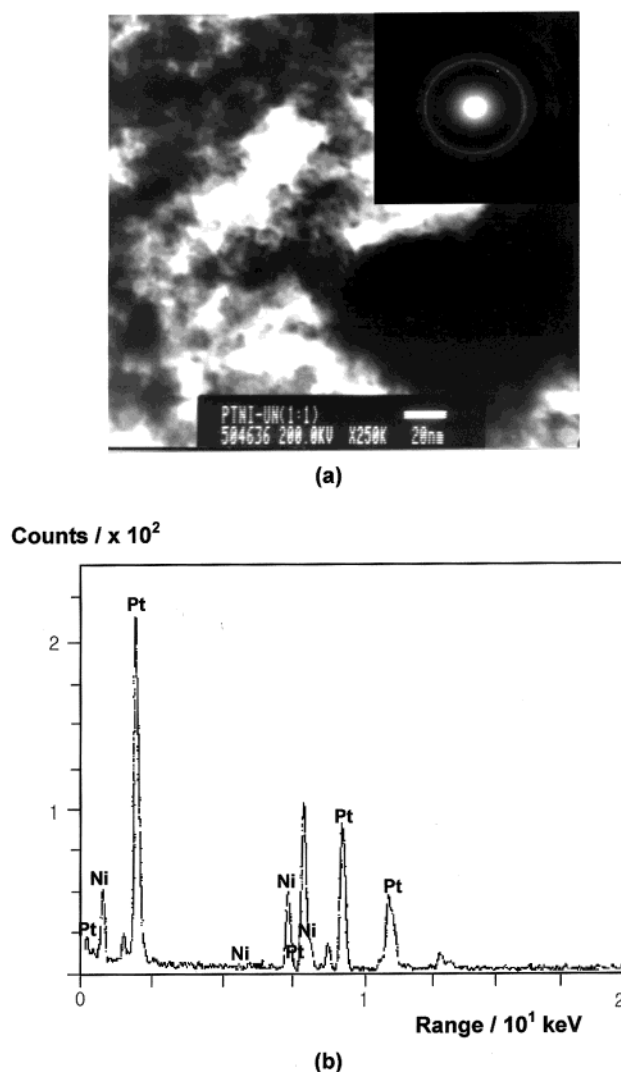 PTNI-UN(1:1)
504636 200.0KV X250K 20nm
(a)
Counts / x 10²
Pt
2
1
Pt
Ni
Ni
Pt
Ni
Pt
Ni
Pt
0
0 1 2
Range / 10¹ keV
(b)